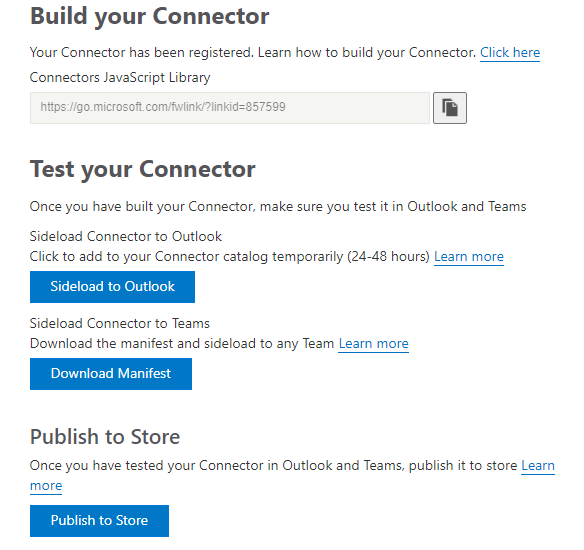 Build your Connector
Your Connector has been registered. Learn how to build your Connector. Click here
Connectors JavaScript Library
https://go.microsoft.com/fwlink/?linkid=857599
Test your Connector
Once you have built your Connector, make sure you test it in Outlook and Teams
Sideload Connector to Outlook
Click to add to your Connector catalog temporarily (24-48 hours) Learn more
Sideload to Outlook
Sideload Connector to Teams
Download the manifest and sideload to any Team Learn more
Download Manifest
Publish to Store
Once you have tested your Connector in Outlook and Teams, publish it to store Learn
more
Publish to Store